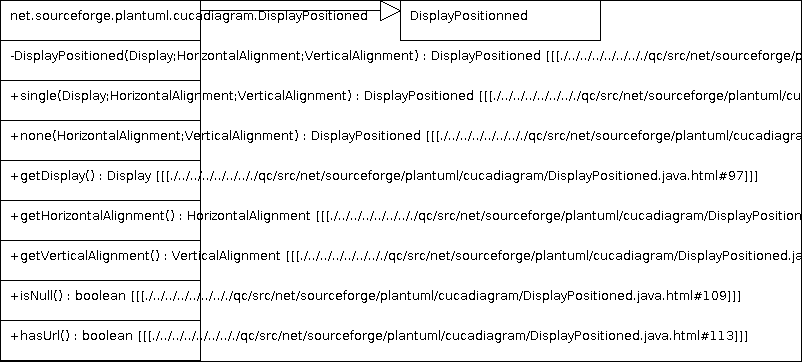 net.sourceforge.plantuml.cucadiagram.DisplayPositioned
DisplayPositionned
-DisplayPositioned(Display;HorizontalAlignment;VerticalAlignment) : DisplayPositioned [[[./../../../../../../qc/src/net/sourceforge/p
+single(Display;HorizontalAlignment;VerticalAlignment) : DisplayPositioned [[[./../../../../../../qc/src/net/sourceforge/plantuml/cu
+none(HorizontalAlignment;VerticalAlignment) : DisplayPositioned [[[./../../../../../../qc/src/net/sourceforge/plantuml/cucadiagra
+getDisplay() : Display [[[./../../../../../../qc/src/net/sourceforge/plantuml/cucadiagram/DisplayPositioned.java.html#97]]]
+getHorizontalAlignment() : HorizontalAlignment [[[./../../../../../../qc/src/net/sourceforge/plantuml/cucadiagram/DisplayPosition
+getVerticalAlignment() : VerticalAlignment [[[./../../../../../../qc/src/net/sourceforge/plantuml/cucadiagram/DisplayPositioned.ja
+isNull() : boolean [[[./../../../../../../qc/src/net/sourceforge/plantuml/cucadiagram/DisplayPositioned.java.html#109]]]
+hasUrl() : boolean [[[./../../../../../../qc/src/net/sourceforge/plantuml/cucadiagram/DisplayPositioned.java.html#113]]]